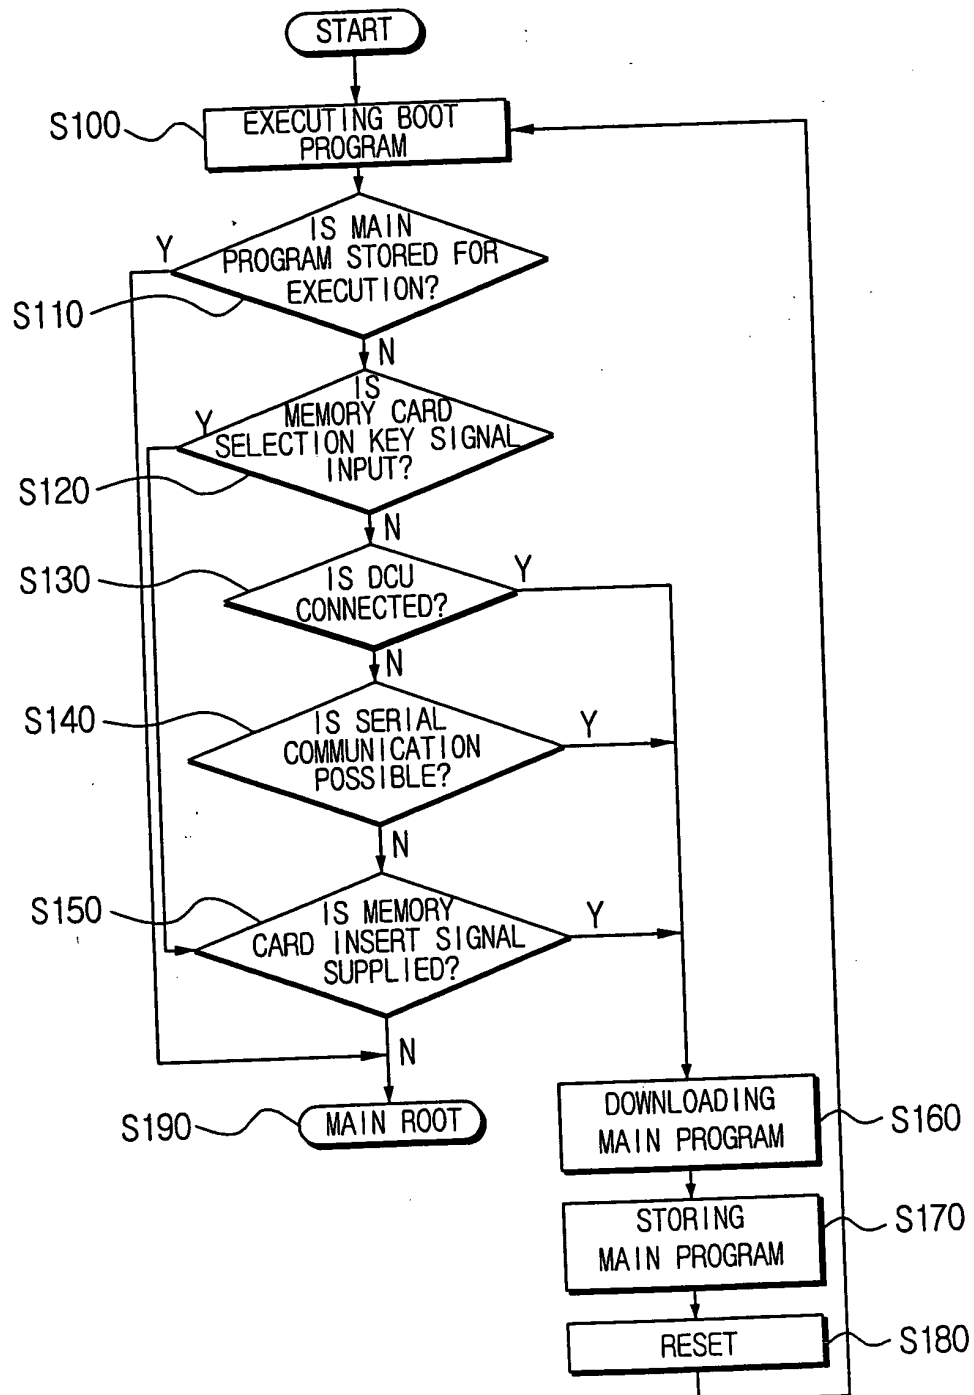 START
S100
EXECUTING BOOT
PROGRAM
Y
IS MAIN
PROGRAM STORED FOR
EXECUTION?
S110
N
Y
IS
MEMORY CARD
SELECTION KEY SIGNAL
INPUT?
S120
N
S130
IS DCU
CONNECTED?
Y
N
S140
IS SERIAL
COMMUNICATION
POSSIBLE?
Y
N
S150
IS MEMORY
CARD INSERT SIGNAL
SUPPLIED?
Y
N
S190
MAIN ROOT
DOWNLOADING
MAIN PROGRAM
S160
STORING
MAIN PROGRAM
S170
RESET
S180